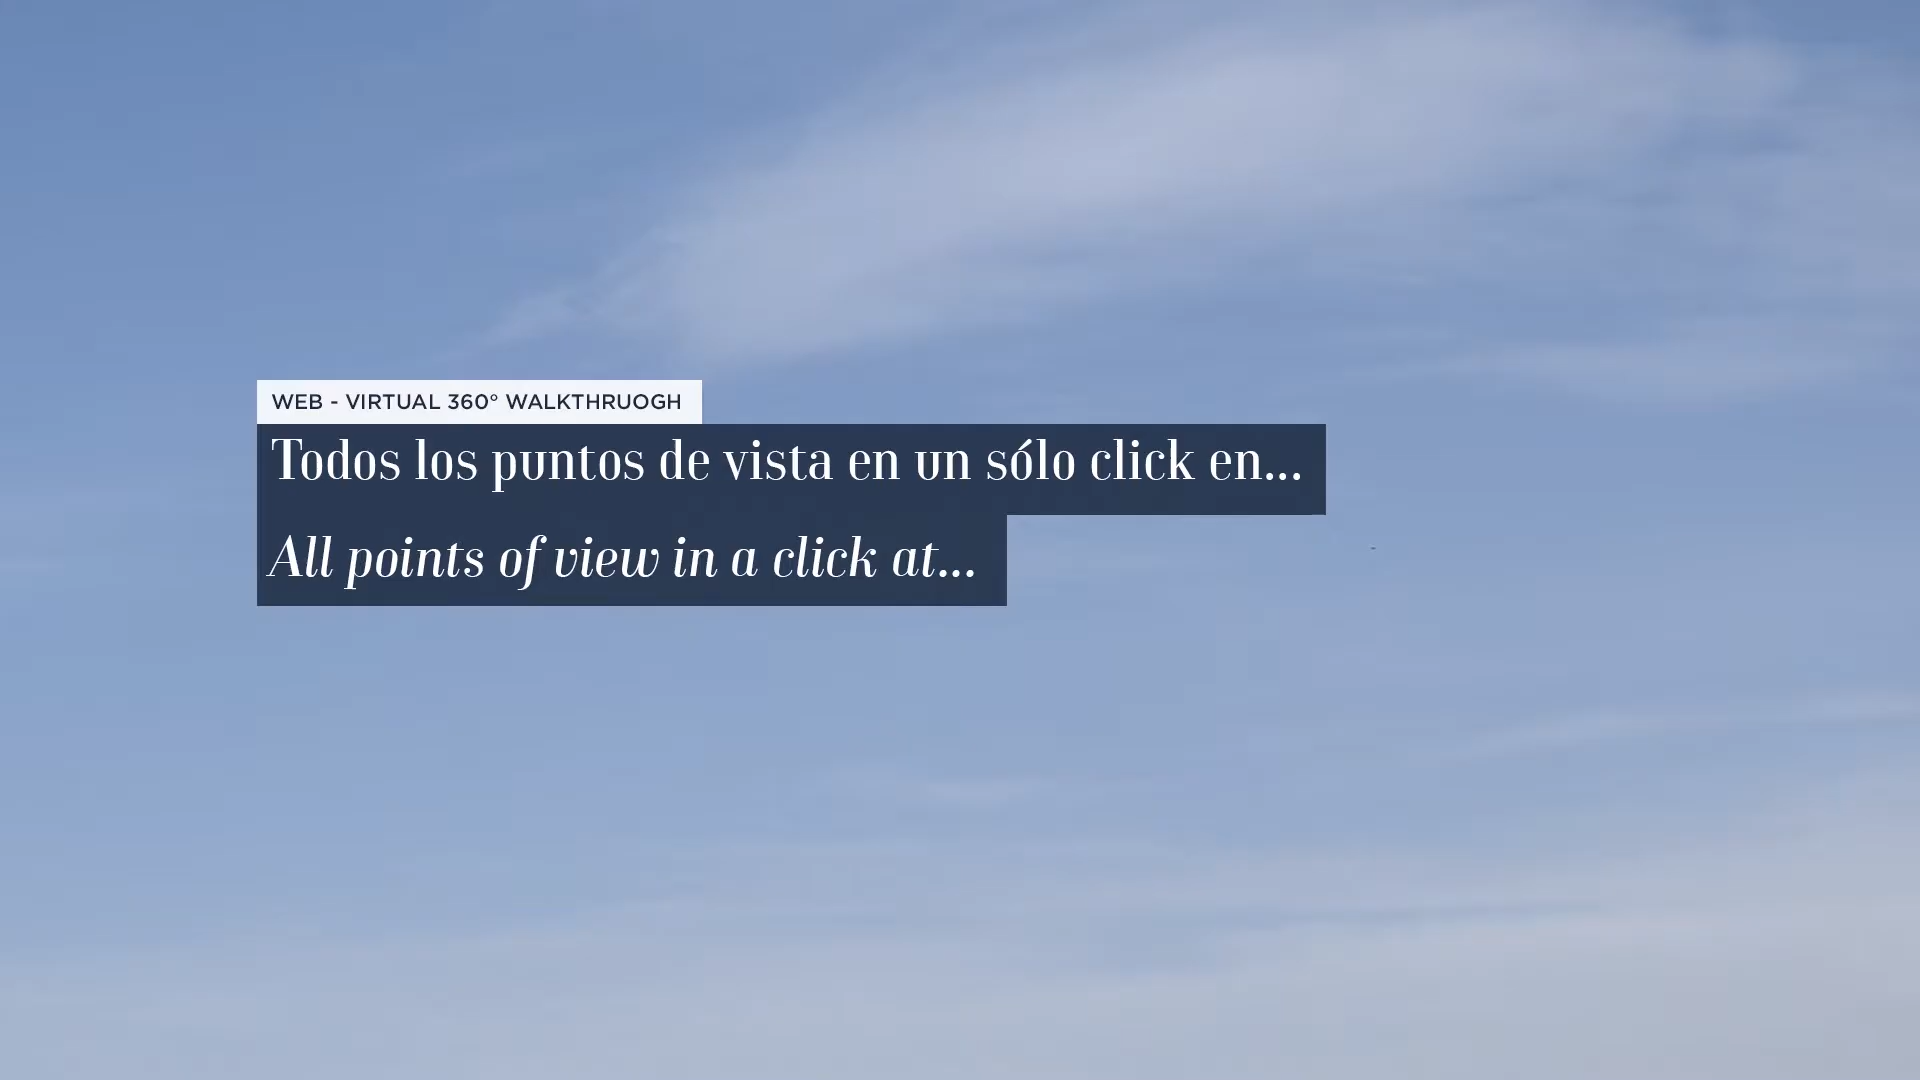 WEB - VIRTUAL 360° WALKTHRUOGH
Todos los puntos de vista en un sólo click en...
All points of view in a click at...